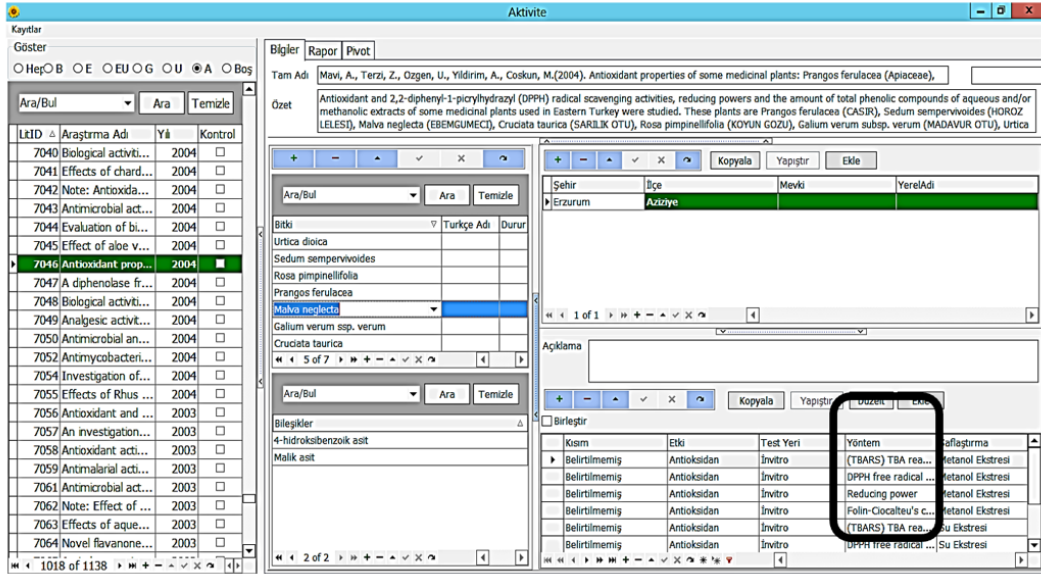 Aktivite
Kayıtlar
Göster
Hep B E EU G U A Boş
Ara/Bul Ara Temizle
LitID Araştırma Adı Yıl Kontrol
7040 Biological activiti... 2004
7041 Effects of chard... 2004
7042 Note: Antioxida... 2004
7043 Antimicrobial act... 2004
7044 Evaluation of bi... 2004
7045 Effect of aloe v... 2004
7046 Antioxidant prop... 2004
7047 A diphenolase fr... 2004
7048 Biological activiti... 2004
7049 Analgesic activit... 2004
7050 Antimicrobial an... 2004
7052 Antimycobacteri... 2004
7054 Investigation of... 2004
7055 Effects of Rhus ... 2004
7056 Antioxidant and ... 2003
7057 An investigation... 2003
7058 Antioxidant acti... 2003
7059 Antimalarial acti... 2003
7061 Antimicrobial act... 2003
7062 Note: Effect of ... 2003
7063 Effects of aque... 2003
7064 Novel flavanone... 2003
1018 of 1138
Bilgiler Rapor Pivot
Tam Adı Mavi, A., Terzi, Z., Ozgen, U., Yildirim, A., Coskun, M.(2004). Antioxidant properties of some medicinal plants: Prangos ferulacea (Apiaceae),
Özet Antioxidant and 2,2-diphenyl-1-picrylhydrazyl (DPPH) radical scavenging activities, reducing powers and the amount of total phenolic compounds of aqueous and/or
methanolic extracts of some medicinal plants used in Eastern Turkey were studied. These plants are Prangos ferulacea (CASIR), Sedum sempervivoides (HOROZ
LELESI), Malva neglecta (EBEMGUMECI), Cruciata taurica (SARILIK OTU), Rosa pimpinellifolia (KOYUN GOZU), Galium verum subsp. verum (MADAVUR OTU), Urtica
Ara/Bul Ara Temizle
Bitki Turkçe Adı Durur
Urtica dioica
Sedum sempervivoides
Rosa pimpinellifolia
Prangos ferulacea
Malva neglecta
Galium verum ssp. verum
Cruciata taurica
5 of 7
Ara/Bul Ara Temizle
Bileşikler
4-hidroksibenzoik asit
Malik asit
2 of 2
Kopyala Yapıştır Ekle
Şehir İlçe Mevki YerelAdi
Erzurum Aziziye
1 of 1
Açıklama
Kopyala Yapıştır Düzelt Ekle
Birleştir
Kısım Etki Test Yeri Yöntem Saflaştırma
Belirtilmemiş Antioksidan İnvitro (TBARS) TBA rea... Metanol Ekstresi
Belirtilmemiş Antioksidan İnvitro DPPH free radical ... Metanol Ekstresi
Belirtilmemiş Antioksidan İnvitro Reducing power Metanol Ekstresi
Belirtilmemiş Antioksidan İnvitro Folin-Ciocalteu's c... Metanol Ekstresi
Belirtilmemiş Antioksidan İnvitro (TBARS) TBA rea... Su Ekstresi
Belirtilmemiş Antioksidan İnvitro DPPH free radical ... Su Ekstresi